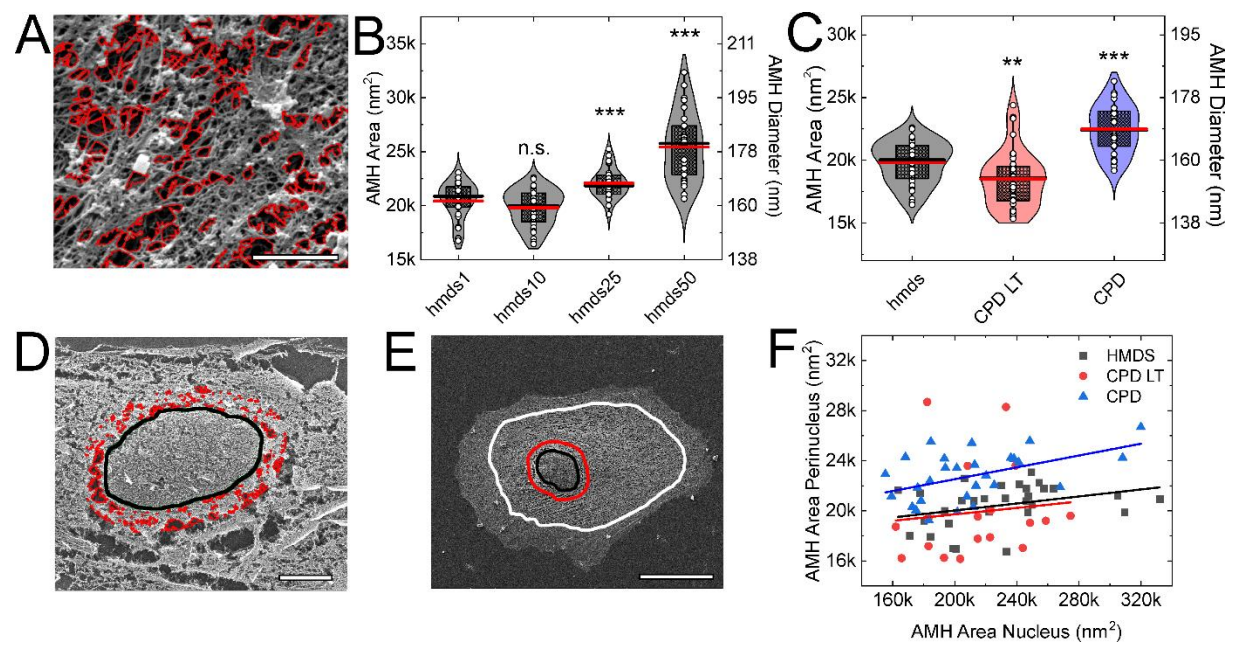 A
B
AMH Area (nm²)
35k
30k
25k
20k
15k
n.s.
***
***
hmds1
hmds10
hmds25
hmds50
211
195
178
160
138
AMH Diameter (nm)
C
AMH Area (nm²)
30k
25k
20k
15k
**
***
hmds
CPD LT
CPD
195
178
160
138
AMH Diameter (nm)
D
E
F
AMH Area Perinucleus (nm²)
32k
28k
24k
20k
16k
HMDS
CPD LT
CPD
160k 200k 240k 280k 320k
AMH Area Nucleus (nm²)